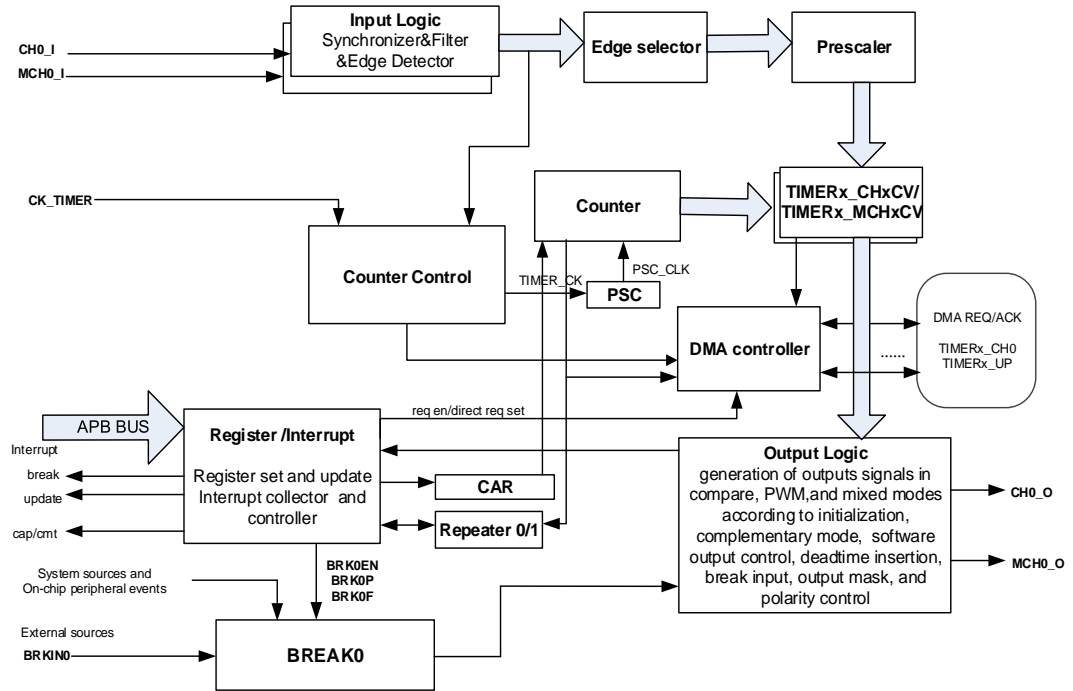 Input Logic
Synchronizer&Filter
&Edge Detector
Edge selector
Prescaler
CH0_I
MCH0_I
CK_TIMER
Counter
TIMERx_CHxCV/
TIMERx_MCHxCV
Counter Control
TIMER_CK
PSC_CLK
PSC
DMA controller
DMA REQ/ACK
TIMERx_CH0
TIMERx_UP
......
APB BUS
req en/direct req set
Register /Interrupt
Register set and update
Interrupt collector and
controller
Interrupt
break
update
cap/cmt
CAR
Repeater 0/1
Output Logic
generation of outputs signals in
compare, PWM,and mixed modes
according to initialization,
complementary mode, software
output control, deadtime insertion,
break input, output mask, and
polarity control
CH0_O
MCH0_O
BRK0EN
BRK0P
BRK0F
System sources and
On-chip peripheral events
External sources
BRKIN0
BREAK0